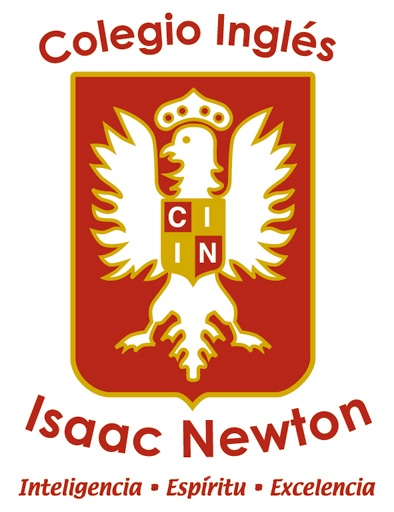 Colegio Inglés
C I
I N
Isaac Newton
Inteligencia • Espíritu • Excelencia